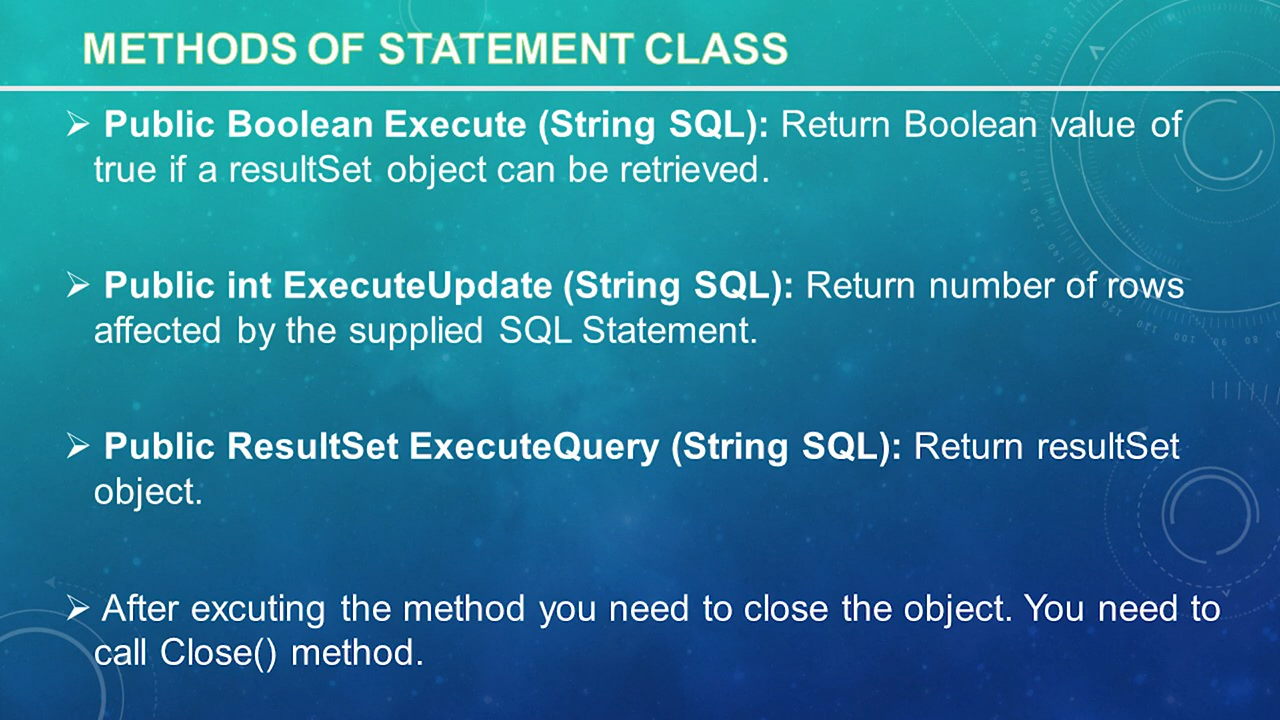 METHODS OF STATEMENT CLASS
➢ Public Boolean Execute (String SQL): Return Boolean value of
true if a resultSet object can be retrieved.
➢ Public int ExecuteUpdate (String SQL): Return number of rows
affected by the supplied SQL Statement.
➢ Public ResultSet ExecuteQuery (String SQL): Return resultSet
object.
➢ After excuting the method you need to close the object. You need to
call Close() method.